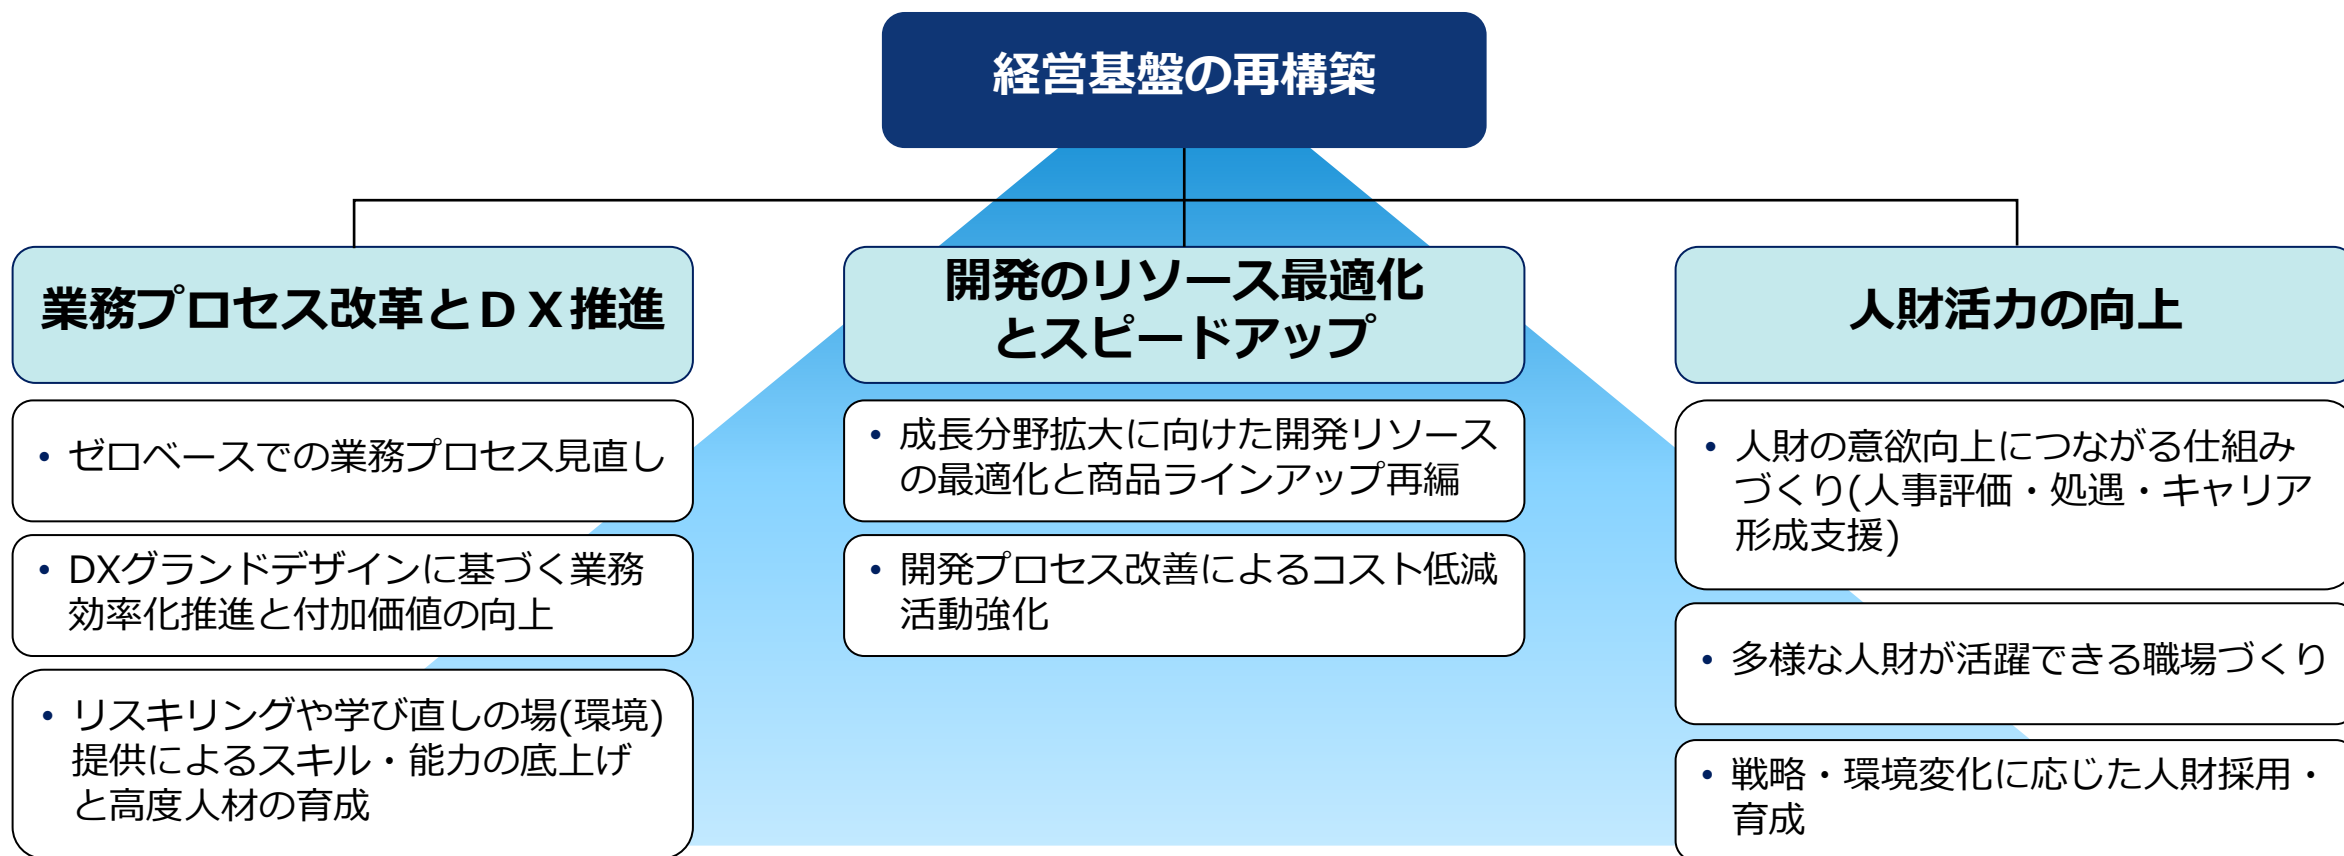 経営基盤の再構築
業務プロセス改革とＤＸ推進
• ゼロベースでの業務プロセス見直し
• DXグランドデザインに基づく業務
効率化推進と付加価値の向上
• リスキリングや学び直しの場(環境)
提供によるスキル・能力の底上げ
と高度人材の育成
開発のリソース最適化
とスピードアップ
• 成長分野拡大に向けた開発リソース
の最適化と商品ラインアップ再編
• 開発プロセス改善によるコスト低減
活動強化
人財活力の向上
• 人財の意欲向上につながる仕組み
づくり(人事評価・処遇・キャリア
形成支援)
• 多様な人財が活躍できる職場づくり
• 戦略・環境変化に応じた人財採用・
育成